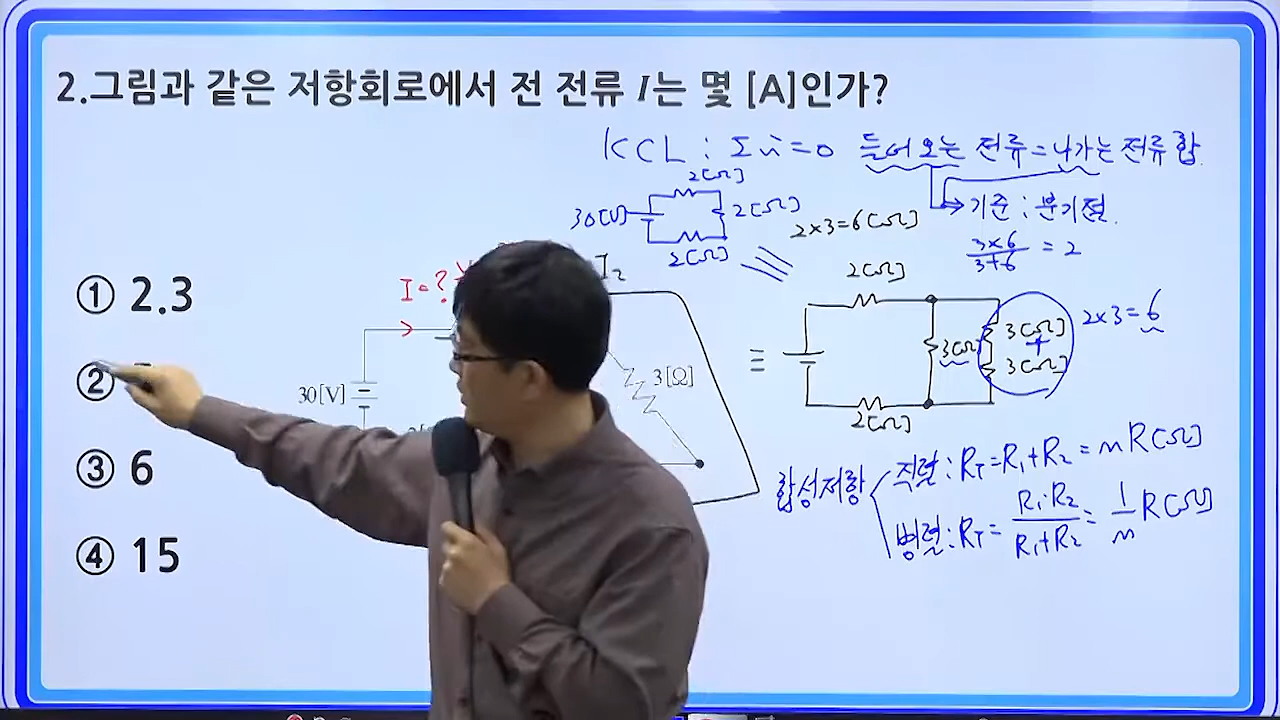 2.그림과 같은 저항회로에서 전 전류 I는 몇 [A]인가?
KCL : Σi=0 들어오는 전류=나가는 전류합
기준 : 분기점.
2[Ω]
30[V]
2[Ω]
2[Ω]
2×3=6[Ω]
3×6
3+6
= 2
① 2.3
②
③ 6
④ 15
I=?
I2
30[V]
3[Ω]
≡
2[Ω]
3[Ω]
3[Ω]
+
3[Ω]
2×3=6
2[Ω]
합성저항
직렬 : RT=R1+R2 = nR[Ω]
병렬 : RT= R1·R2
R1+R2
= 1
n
R[Ω]